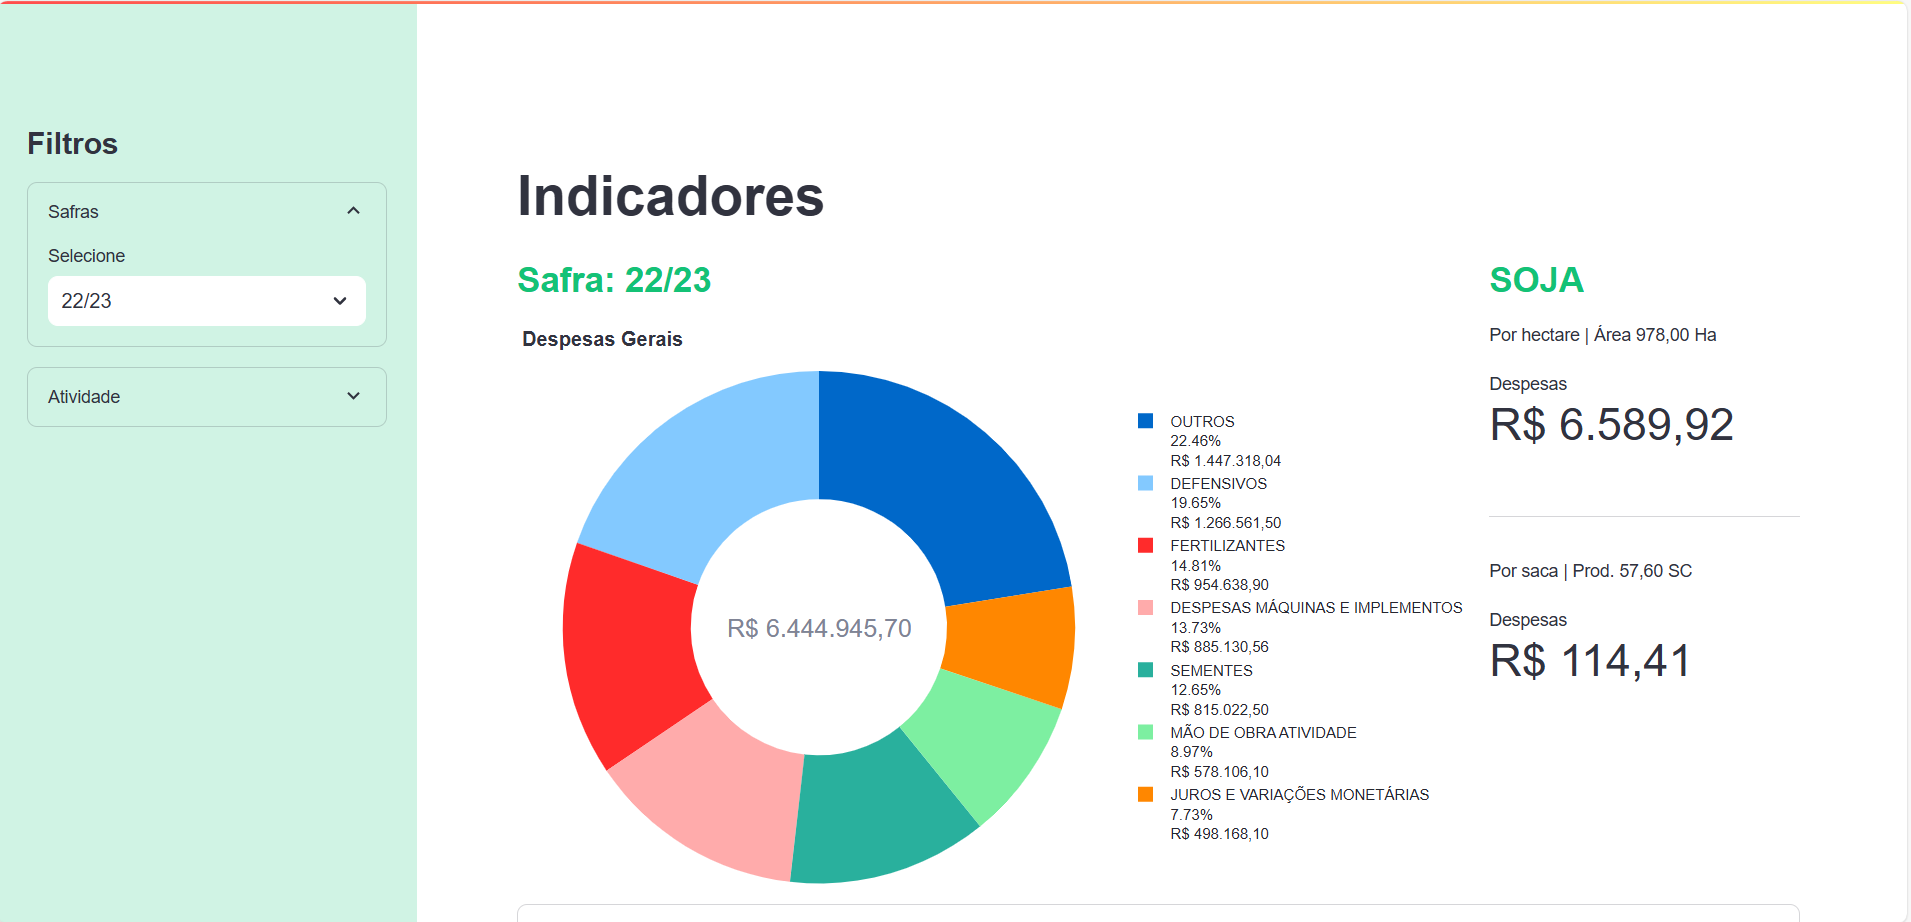 Filtros
Safras
Selecione
22/23
Atividade
Indicadores
Safra: 22/23
Despesas Gerais
R$ 6.444.945,70
OUTROS
22.46%
R$ 1.447.318,04
DEFENSIVOS
19.65%
R$ 1.266.561,50
FERTILIZANTES
14.81%
R$ 954.638,90
DESPESAS MÁQUINAS E IMPLEMENTOS
13.73%
R$ 885.130,56
SEMENTES
12.65%
R$ 815.022,50
MÃO DE OBRA ATIVIDADE
8.97%
R$ 578.106,10
JUROS E VARIAÇÕES MONETÁRIAS
7.73%
R$ 498.168,10
SOJA
Por hectare | Área 978,00 Ha
Despesas
R$ 6.589,92
Por saca | Prod. 57,60 SC
Despesas
R$ 114,41